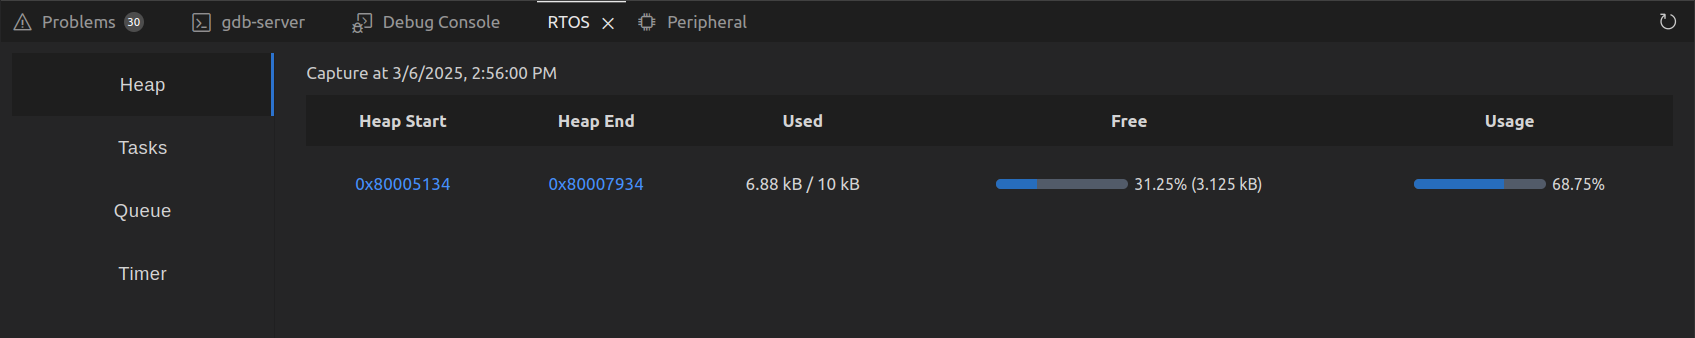 Problems 30 gdb-server Debug Console RTOS Peripheral
Heap
Tasks
Queue
Timer
Capture at 3/6/2025, 2:56:00 PM
Heap Start Heap End Used Free Usage
0x80005134 0x80007934 6.88 kB / 10 kB 31.25% (3.125 kB) 68.75%